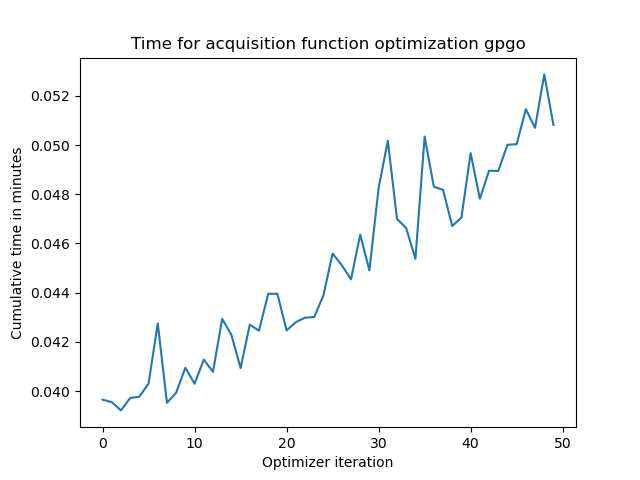 Time for acquisition function optimization gpgo
Cumulative time in minutes
0.052
0.050
0.048
0.046
0.044
0.042
0.040
0 10 20 30 40 50
Optimizer iteration